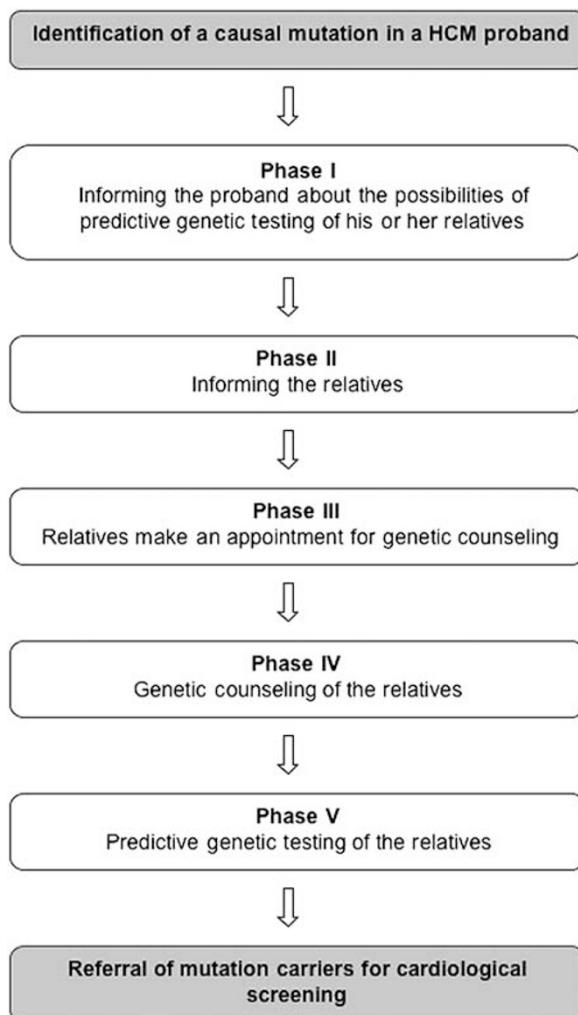 Identification of a causal mutation in a HCM proband
Phase I
Informing the proband about the possibilities of
predictive genetic testing of his or her relatives
Phase II
Informing the relatives
Phase III
Relatives make an appointment for genetic counseling
Phase IV
Genetic counseling of the relatives
Phase V
Predictive genetic testing of the relatives
Referral of mutation carriers for cardiological
screening